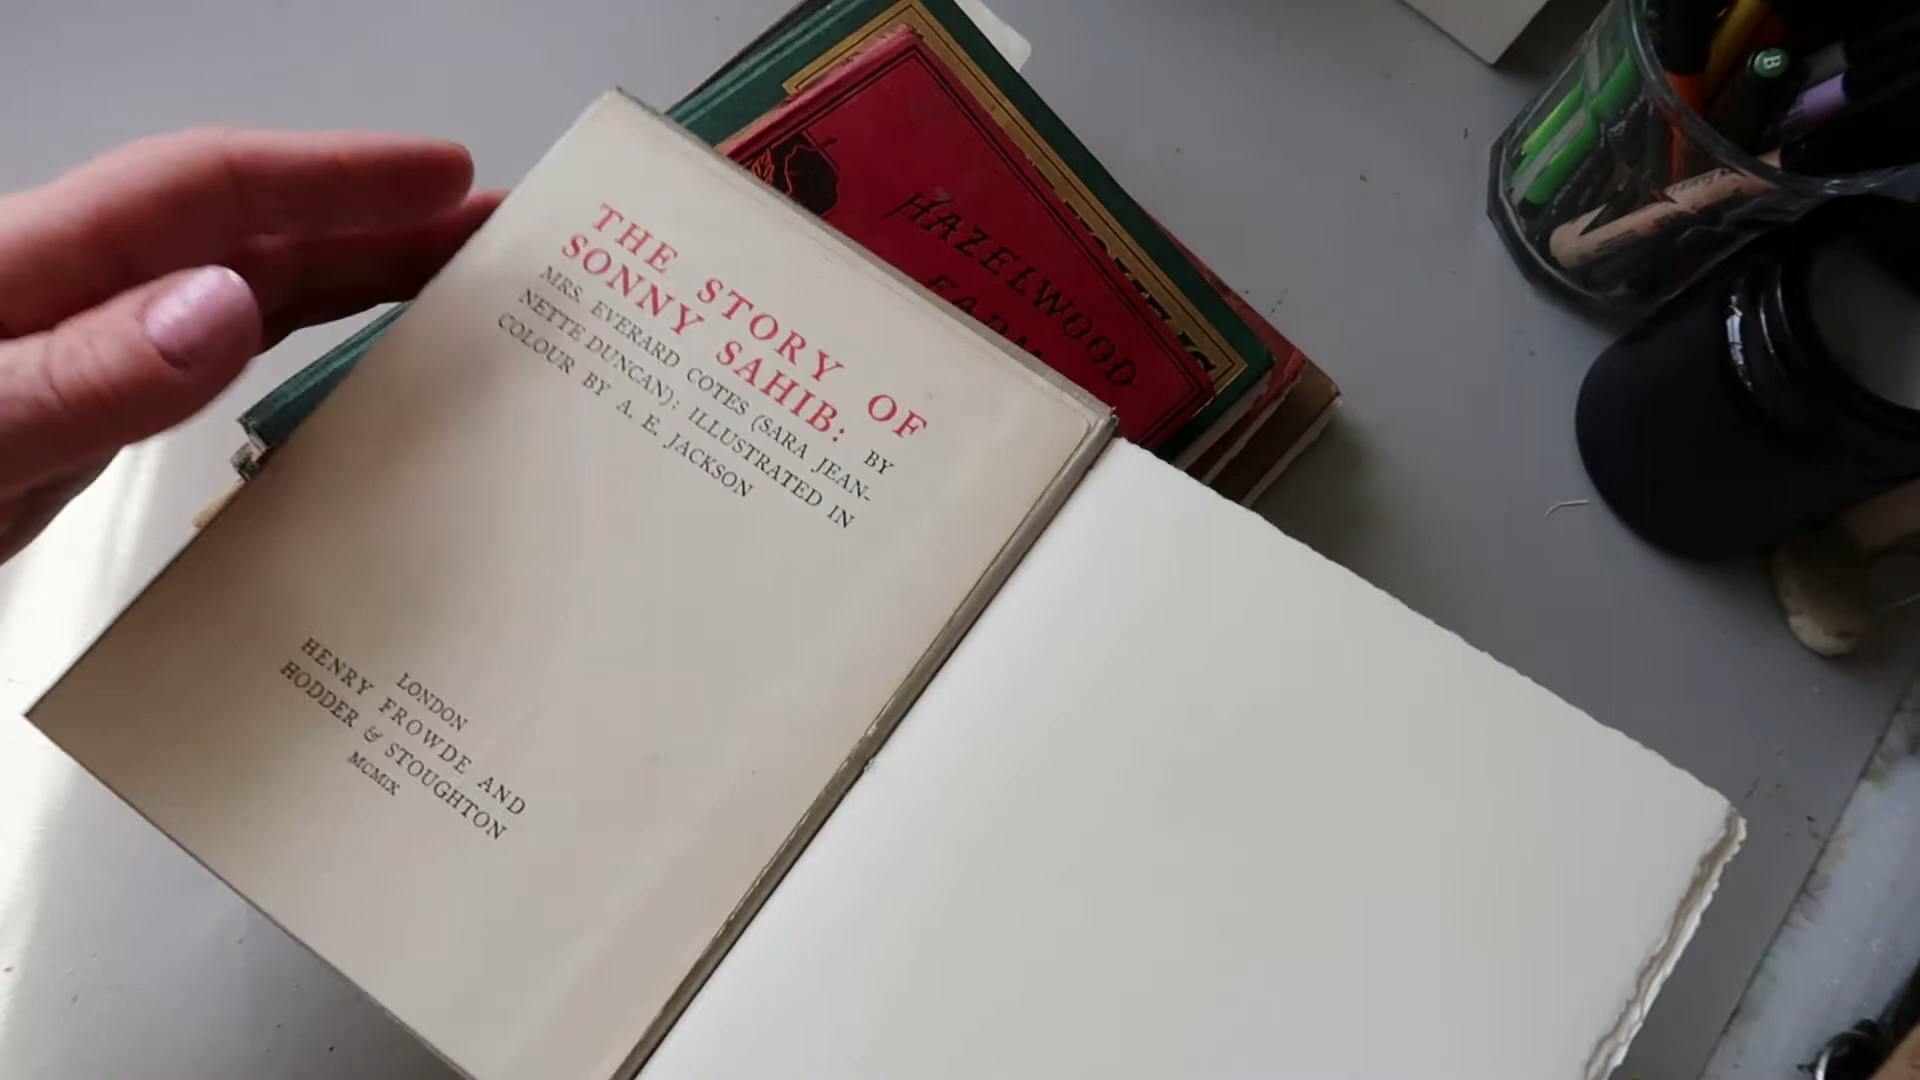 THE STORY OF
SONNY SAHIB: BY
MRS. EVERARD COTES (SARA JEAN-
NETTE DUNCAN): ILLUSTRATED IN
COLOUR BY A. E. JACKSON
LONDON
HENRY FROWDE AND
HODDER & STOUGHTON
MCMIX
HAZELWOOD
FARM
B